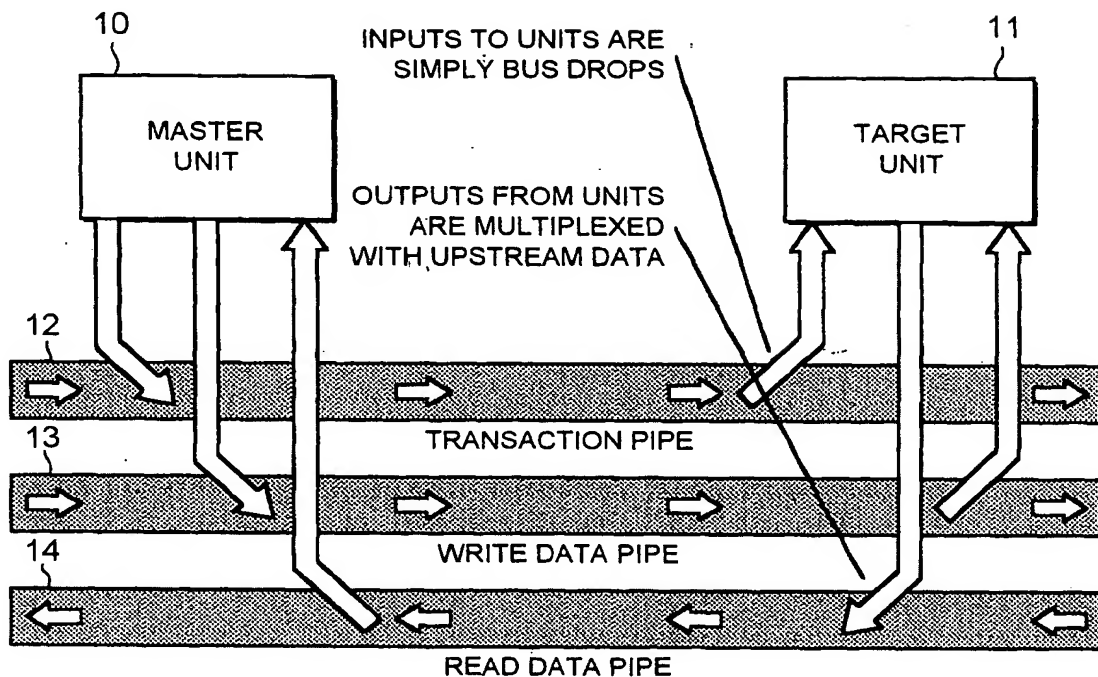 10
INPUTS TO UNITS ARE
SIMPLY BUS DROPS
11
MASTER
UNIT
TARGET
UNIT
OUTPUTS FROM UNITS
ARE MULTIPLEXED
WITH UPSTREAM DATA
12
TRANSACTION PIPE
13
WRITE DATA PIPE
14
READ DATA PIPE